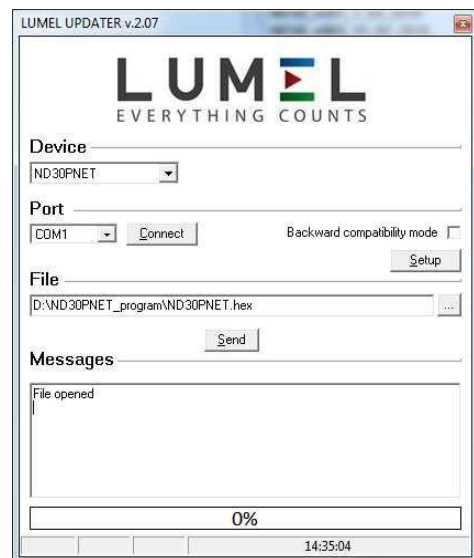 LUMEL UPDATER v.2.07
LUMEL
EVERYTHING COUNTS
Device
ND30PNET
Port
COM1 Connect Backward compatibility mode
Setup
File
D:\ND30PNET_program\ND30PNET.hex ...
Send
Messages
File opened
0%
14:35:04